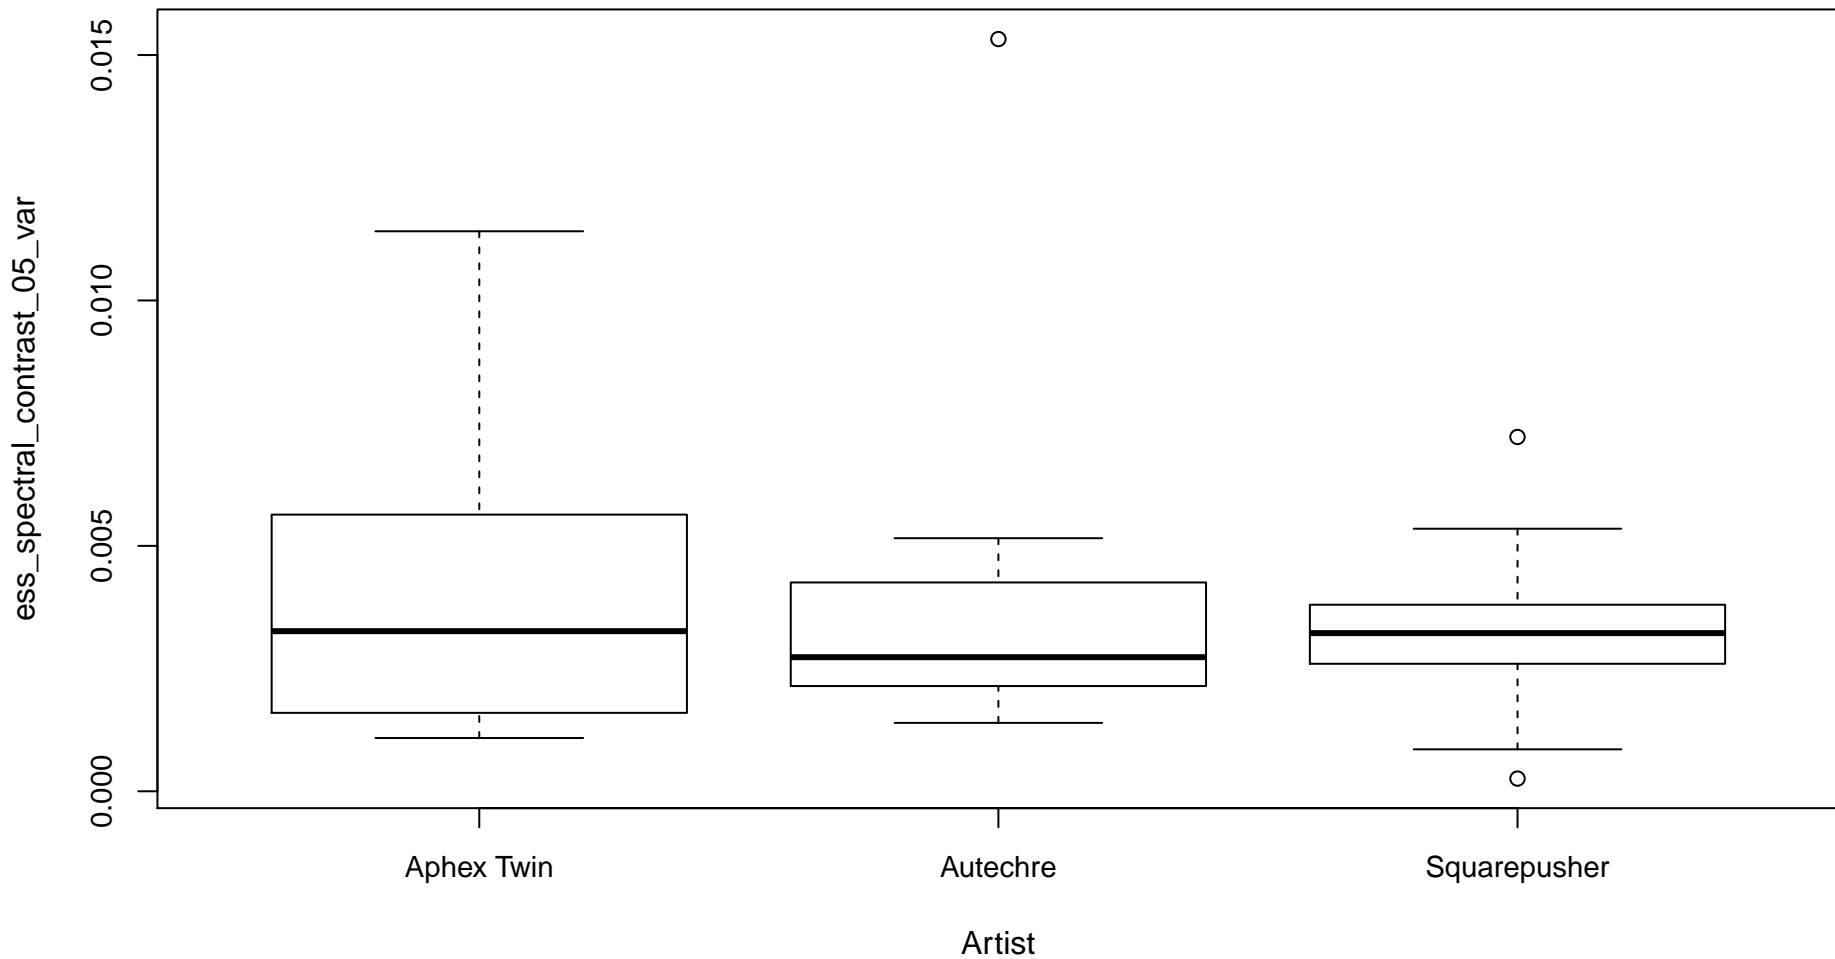 ess_spectral_contrast_05_var
0.015
0.010
0.005
0.000
Aphex Twin Autechre Squarepusher
Artist